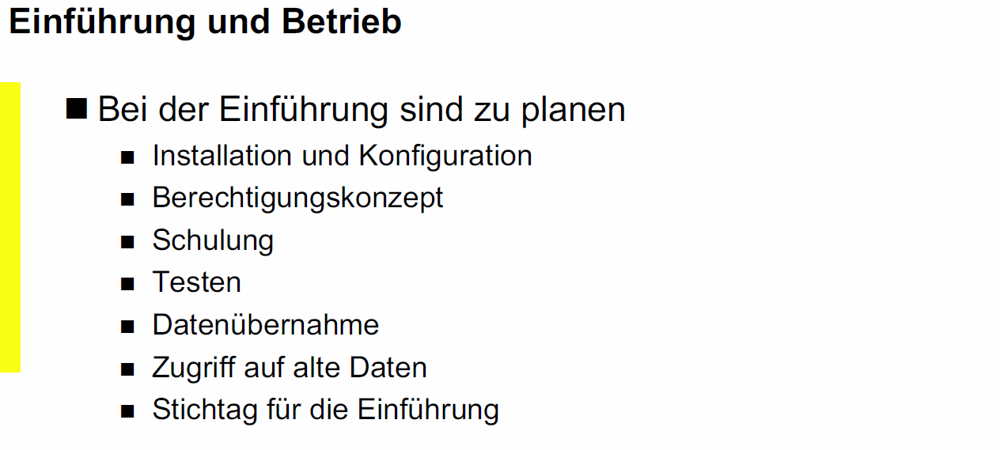 Einführung und Betrieb
■ Bei der Einführung sind zu planen
■ Installation und Konfiguration
■ Berechtigungskonzept
■ Schulung
■ Testen
■ Datenübernahme
■ Zugriff auf alte Daten
■ Stichtag für die Einführung